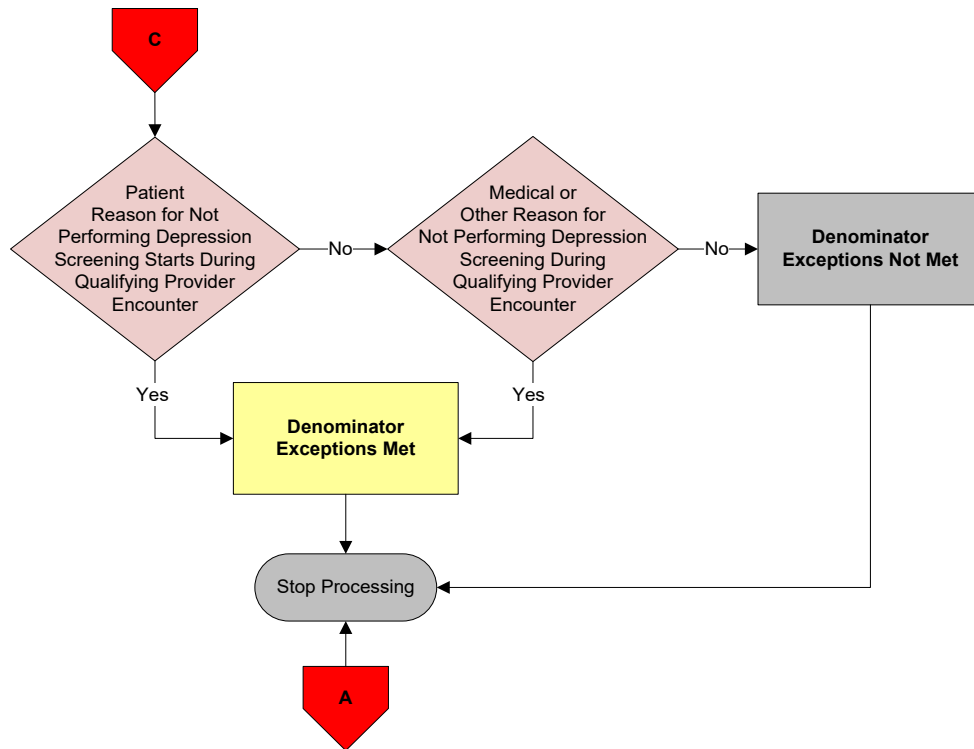 C
Patient
Reason for Not
Performing Depression
Screening Starts During
Qualifying Provider
Encounter
No
Medical or
Other Reason for
Not Performing Depression
Screening During
Qualifying Provider
Encounter
No
Denominator
Exceptions Not Met
Yes
Yes
Denominator
Exceptions Met
Stop Processing
A